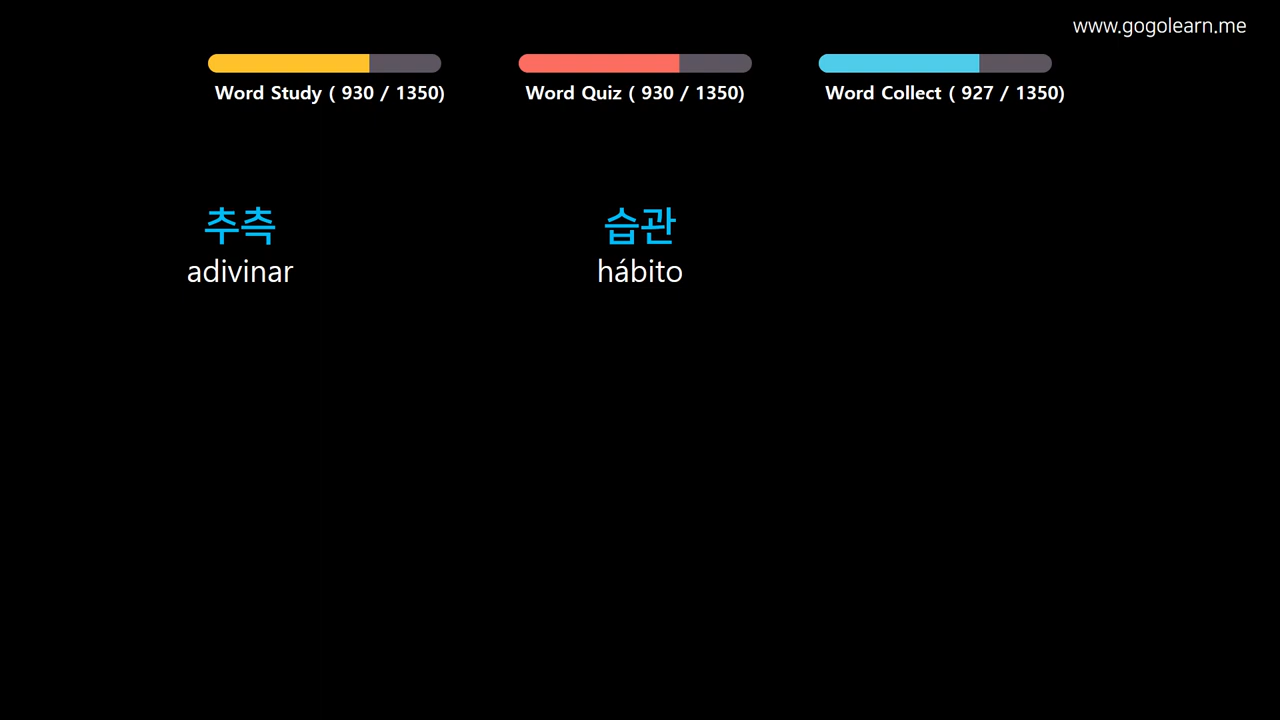 www.gogolearn.me
Word Study ( 930 / 1350)
Word Quiz ( 930 / 1350)
Word Collect ( 927 / 1350)
추측
adivinar
습관
hábito